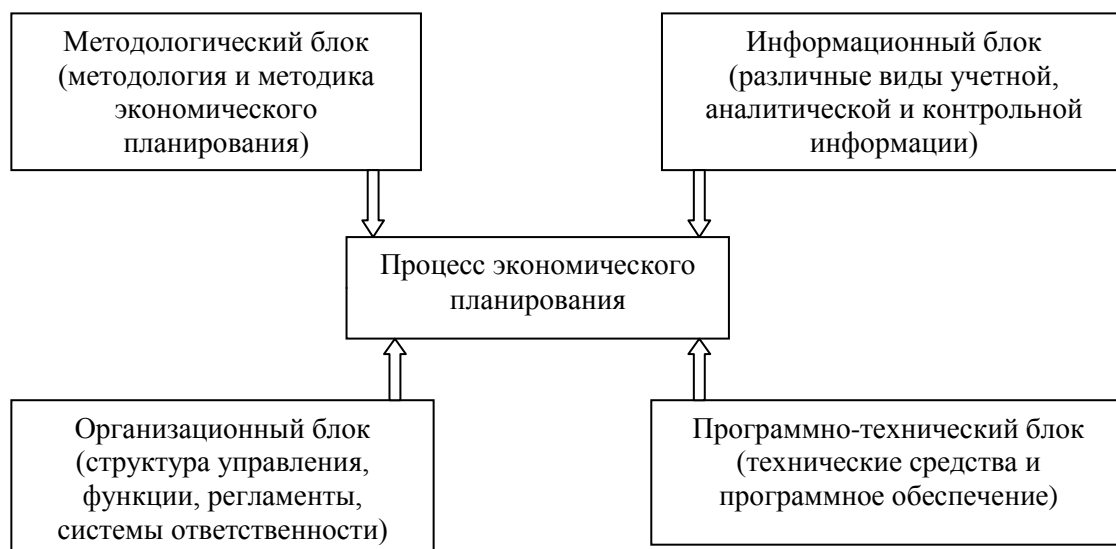 Методологический блок
(методология и методика
экономического
планирования)
Информационный блок
(различные виды учетной,
аналитической и контрольной
информации)
Процесс экономического
планирования
Организационный блок
(структура управления,
функции, регламенты,
системы ответственности)
Программно-технический блок
(технические средства и
программное обеспечение)